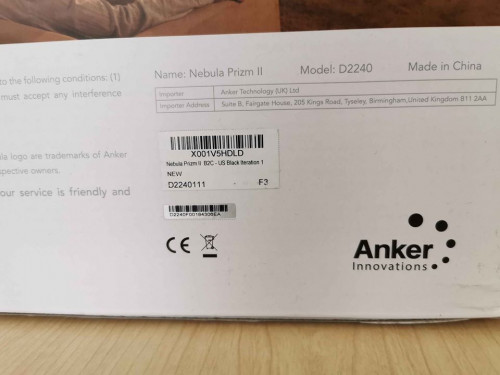 to the following conditions: (1)
must accept any interference
ile logo are trademarks of Anker
spective owners.
our service is friendly and
Name: Nebula Prizm II Model: D2240 Made in China
Importer Anker Technology (UK) Ltd
Importer Address Suite B, Fairgate House, 205 Kings Road, Tyseley, Birmingham,United Kingdom B11 2AA
X001V5HDLD
Nebula Prizm II B2C - US Black Iteration 1
NEW
D2240111 - -F3
D2240F00184306EA
CE
Anker
Innovations